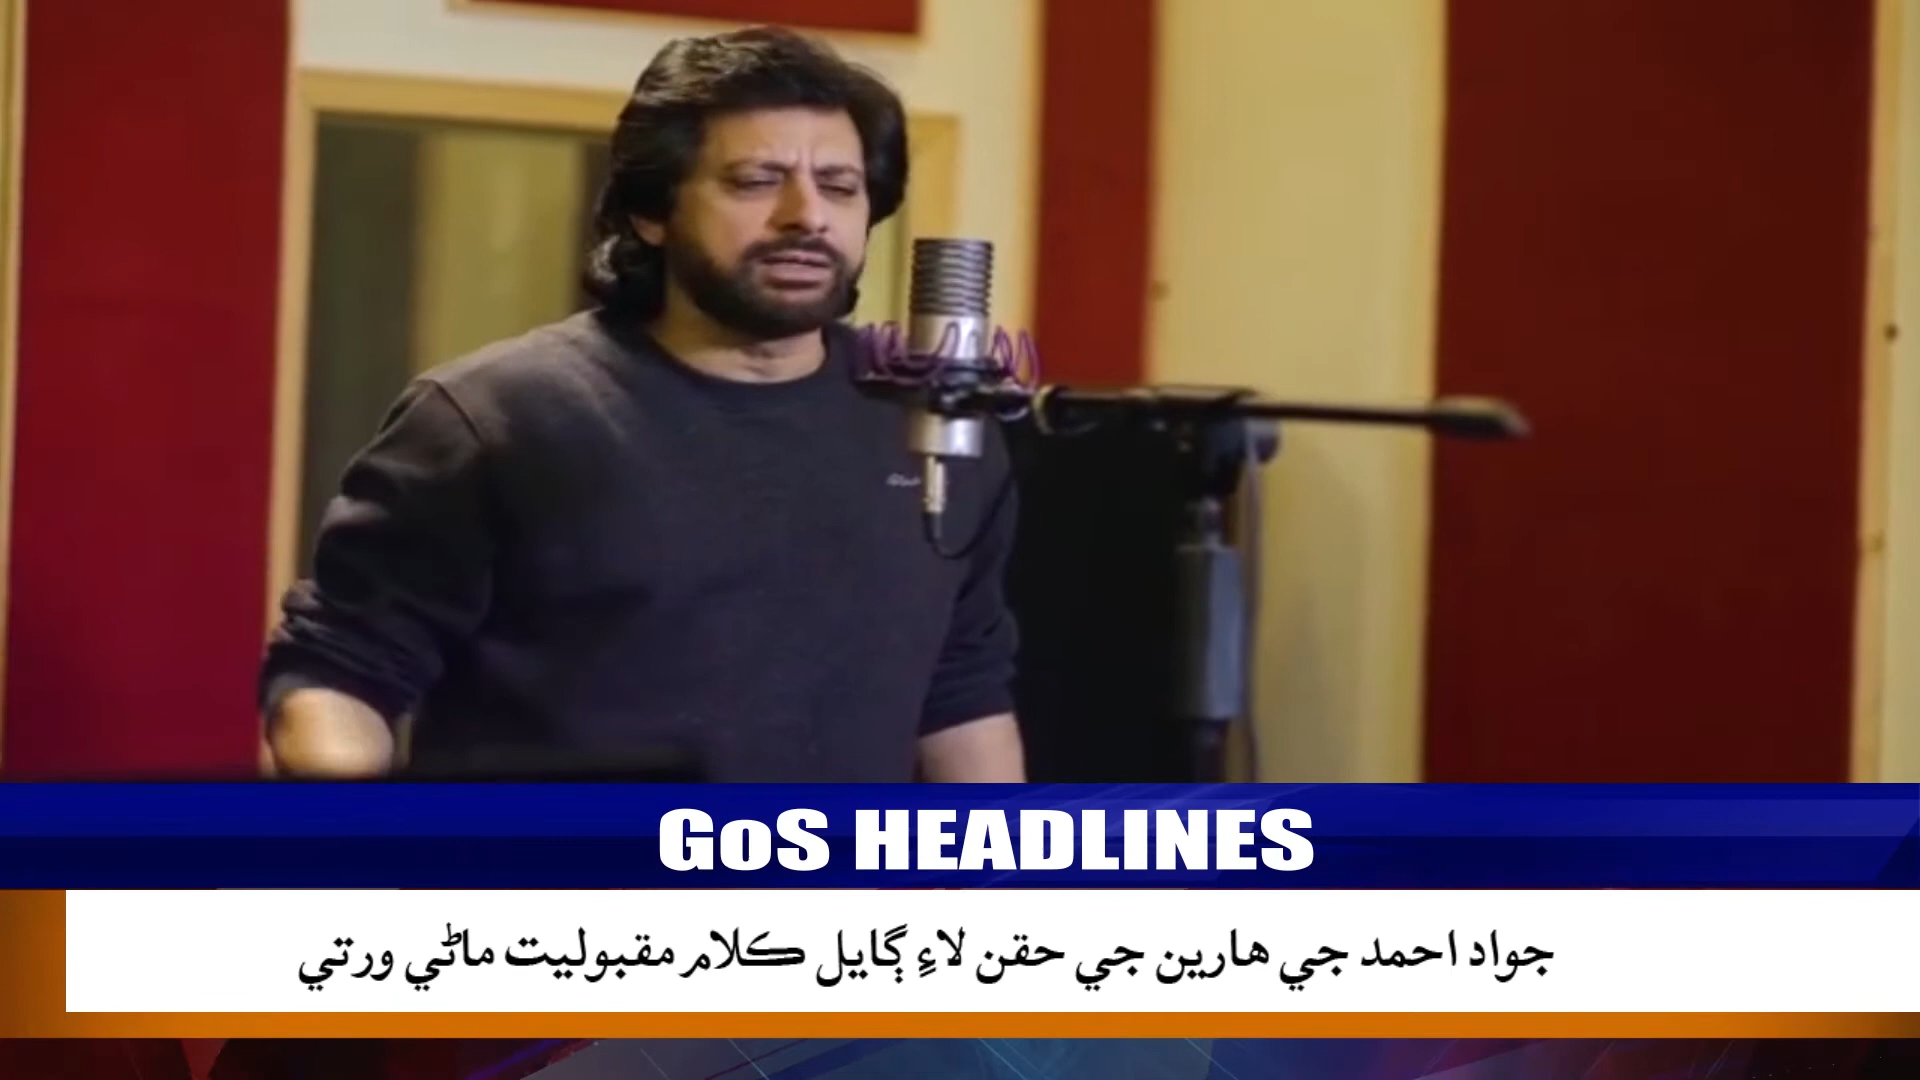 GoS HEADLINES
جواد احمد جي هارين جي حقن لاءِ ڳايل ڪلام مقبوليت ماڻي ورتي